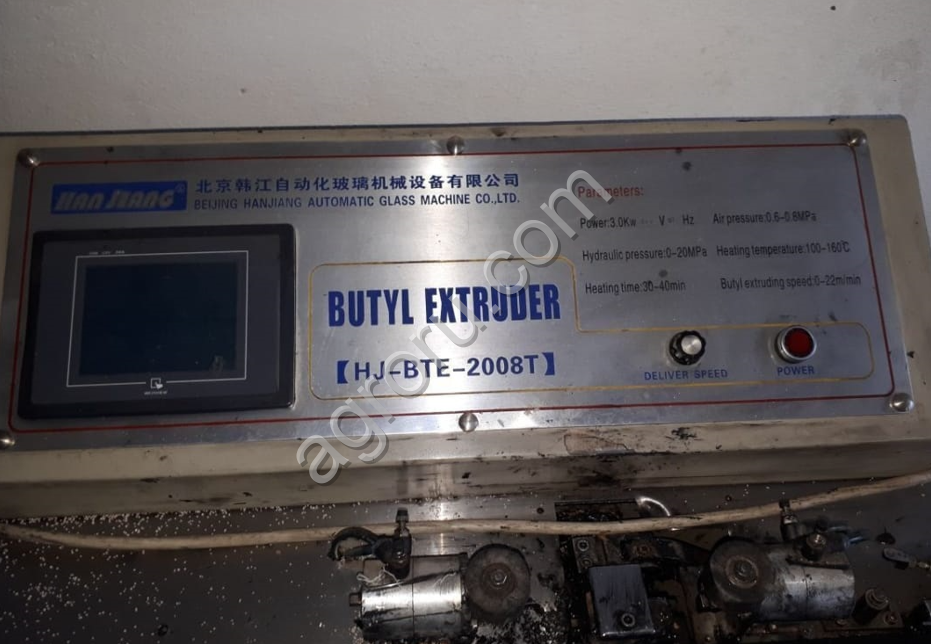 HAN JIANG®
北京韩江自动化玻璃机械设备有限公司
BEIJING HANJIANG AUTOMATIC GLASS MACHINE CO.,LTD.
BUTYL EXTRUDER
【HJ-BTE-2008T】
Parameters:
Power:3.0Kw V Hz Air pressure:0.6-0.8MPa
Hydraulic pressure:0-20MPa Heating temperature:100-160℃
Heating time:30-40min Butyl extruding speed:0-22m/min
DELIVER SPEED
POWER
agroru.com